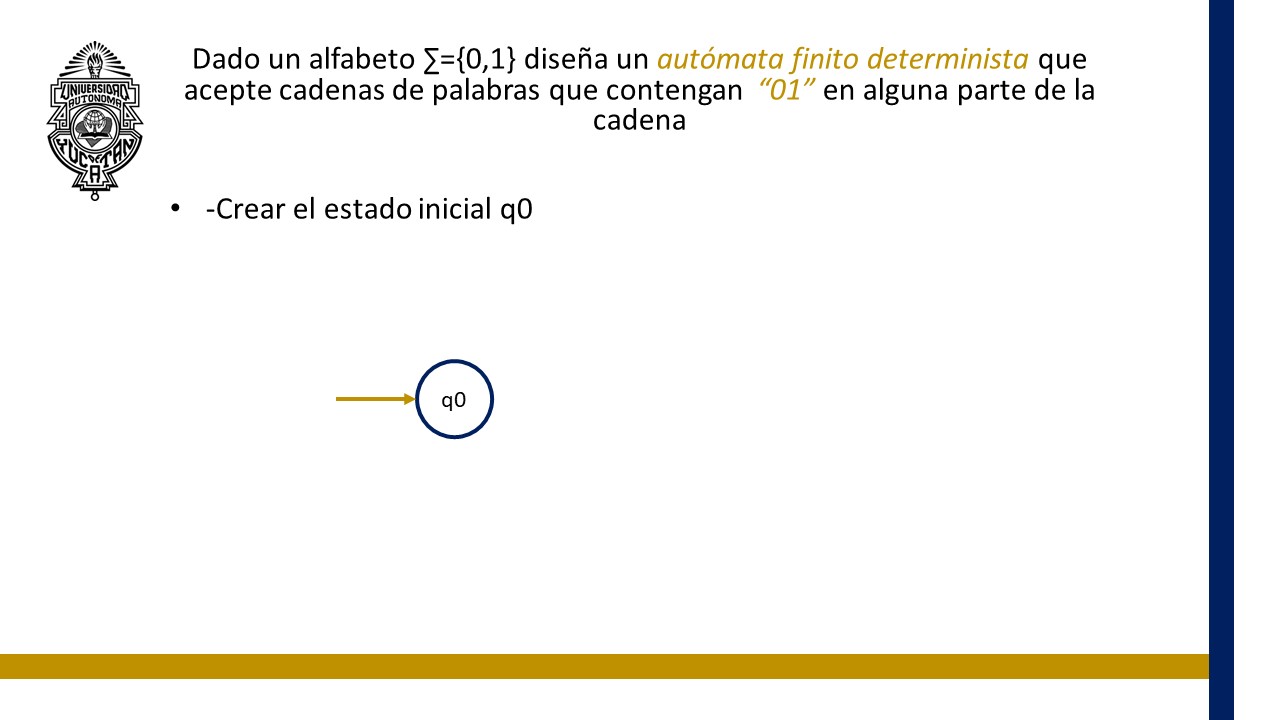 UNIVERSIDAD
AUTONOMA
YUCATAN
Dado un alfabeto ∑={0,1} diseña un autómata finito determinista que
acepte cadenas de palabras que contengan “01” en alguna parte de la
cadena
• -Crear el estado inicial q0
q0